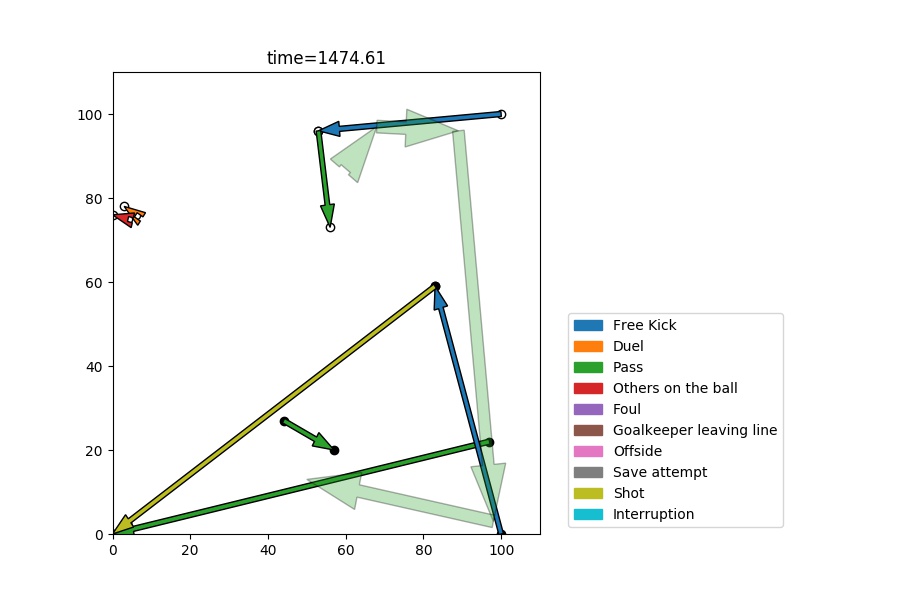 time=1474.61
100
80
60
40
20
0
0 20 40 60 80 100
Free Kick
Duel
Pass
Others on the ball
Foul
Goalkeeper leaving line
Offside
Save attempt
Shot
Interruption